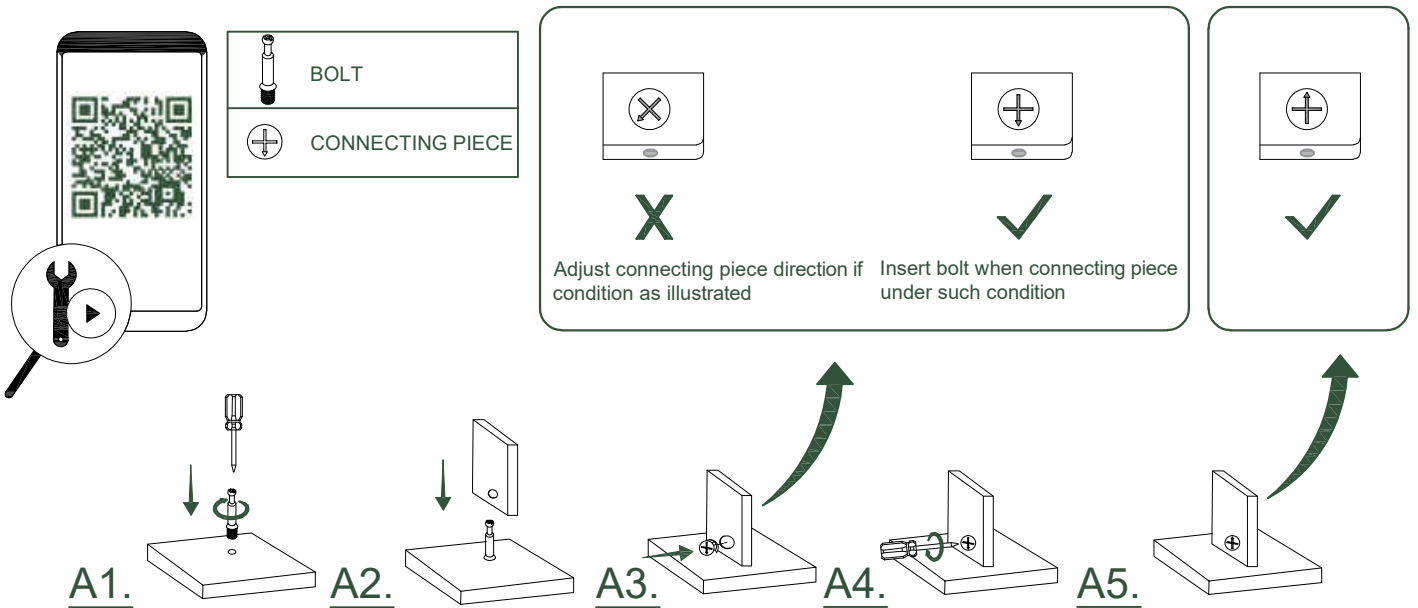 BOLT
CONNECTING PIECE
X
Adjust connecting piece direction if
condition as illustrated
Insert bolt when connecting piece
under such condition
A1.
A2.
A3.
A4.
A5.